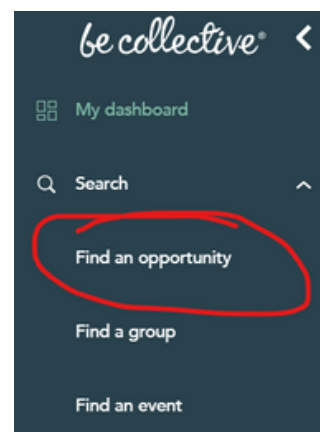 be collective®
My dashboard
Search
Find an opportunity
Find a group
Find an event